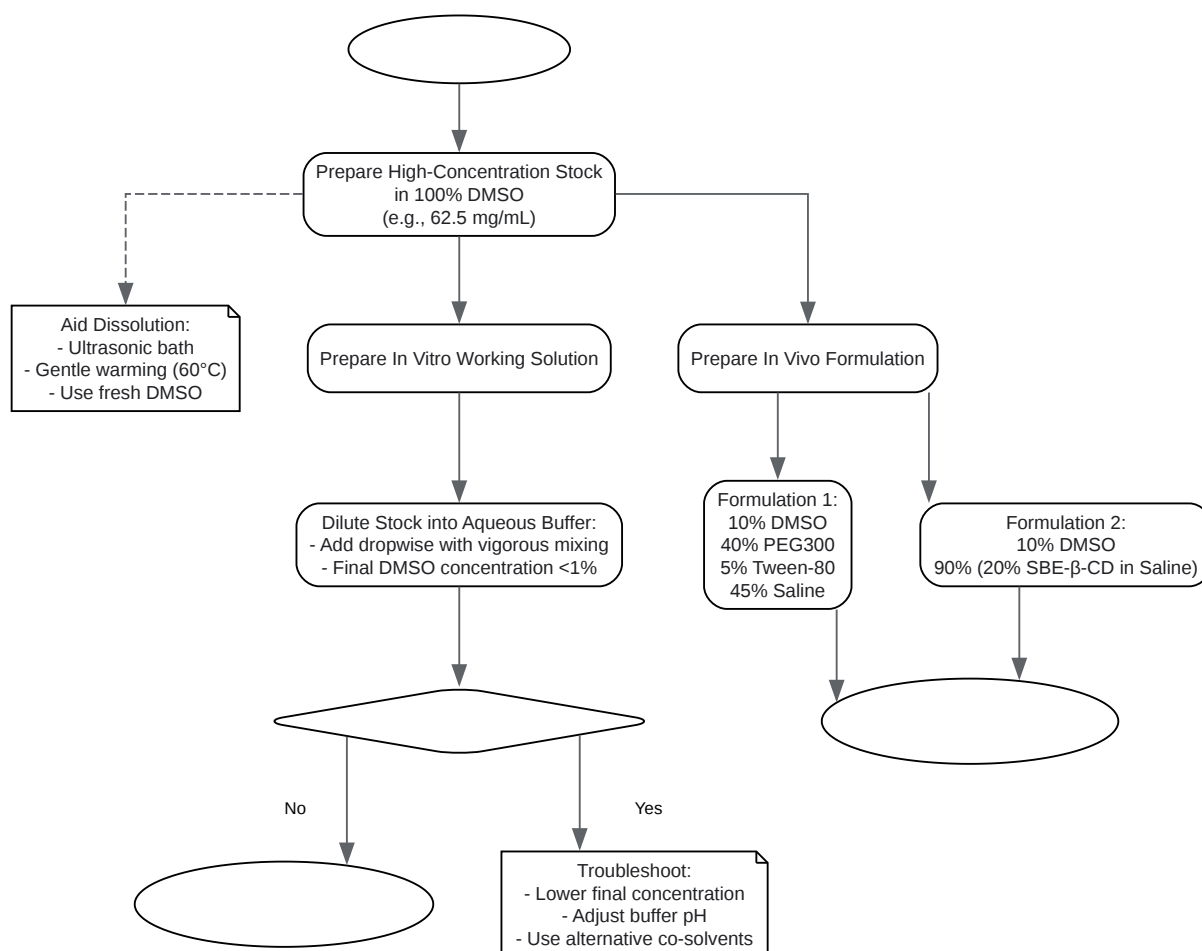 Prepare High-Concentration Stock
in 100% DMSO
(e.g., 62.5 mg/mL)
Aid Dissolution:
- Ultrasonic bath
- Gentle warming (60°C)
- Use fresh DMSO
Prepare In Vitro Working Solution
Prepare In Vivo Formulation
Dilute Stock into Aqueous Buffer:
- Add dropwise with vigorous mixing
- Final DMSO concentration <1%
Formulation 1:
10% DMSO
40% PEG300
5% Tween-80
45% Saline
Formulation 2:
10% DMSO
90% (20% SBE-β-CD in Saline)
No
Yes
Troubleshoot:
- Lower final concentration
- Adjust buffer pH
- Use alternative co-solvents